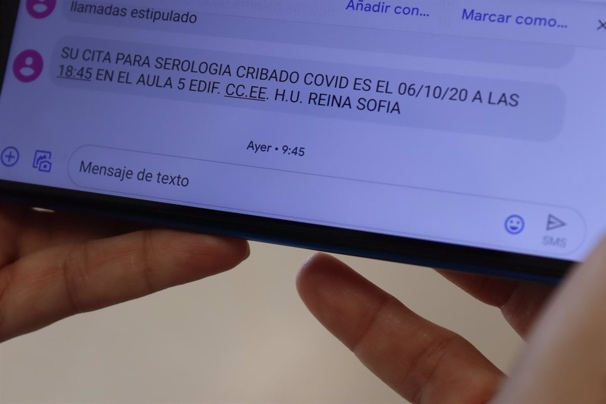 llamadas estipulado
Añadir con... Marcar como...
SU CITA PARA SEROLOGIA CRIBADO COVID ES EL 06/10/20 A LAS
18:45 EN EL AULA 5 EDIF. CC.EE. H.U. REINA SOFIA
Ayer • 9:45
Mensaje de texto
SMS